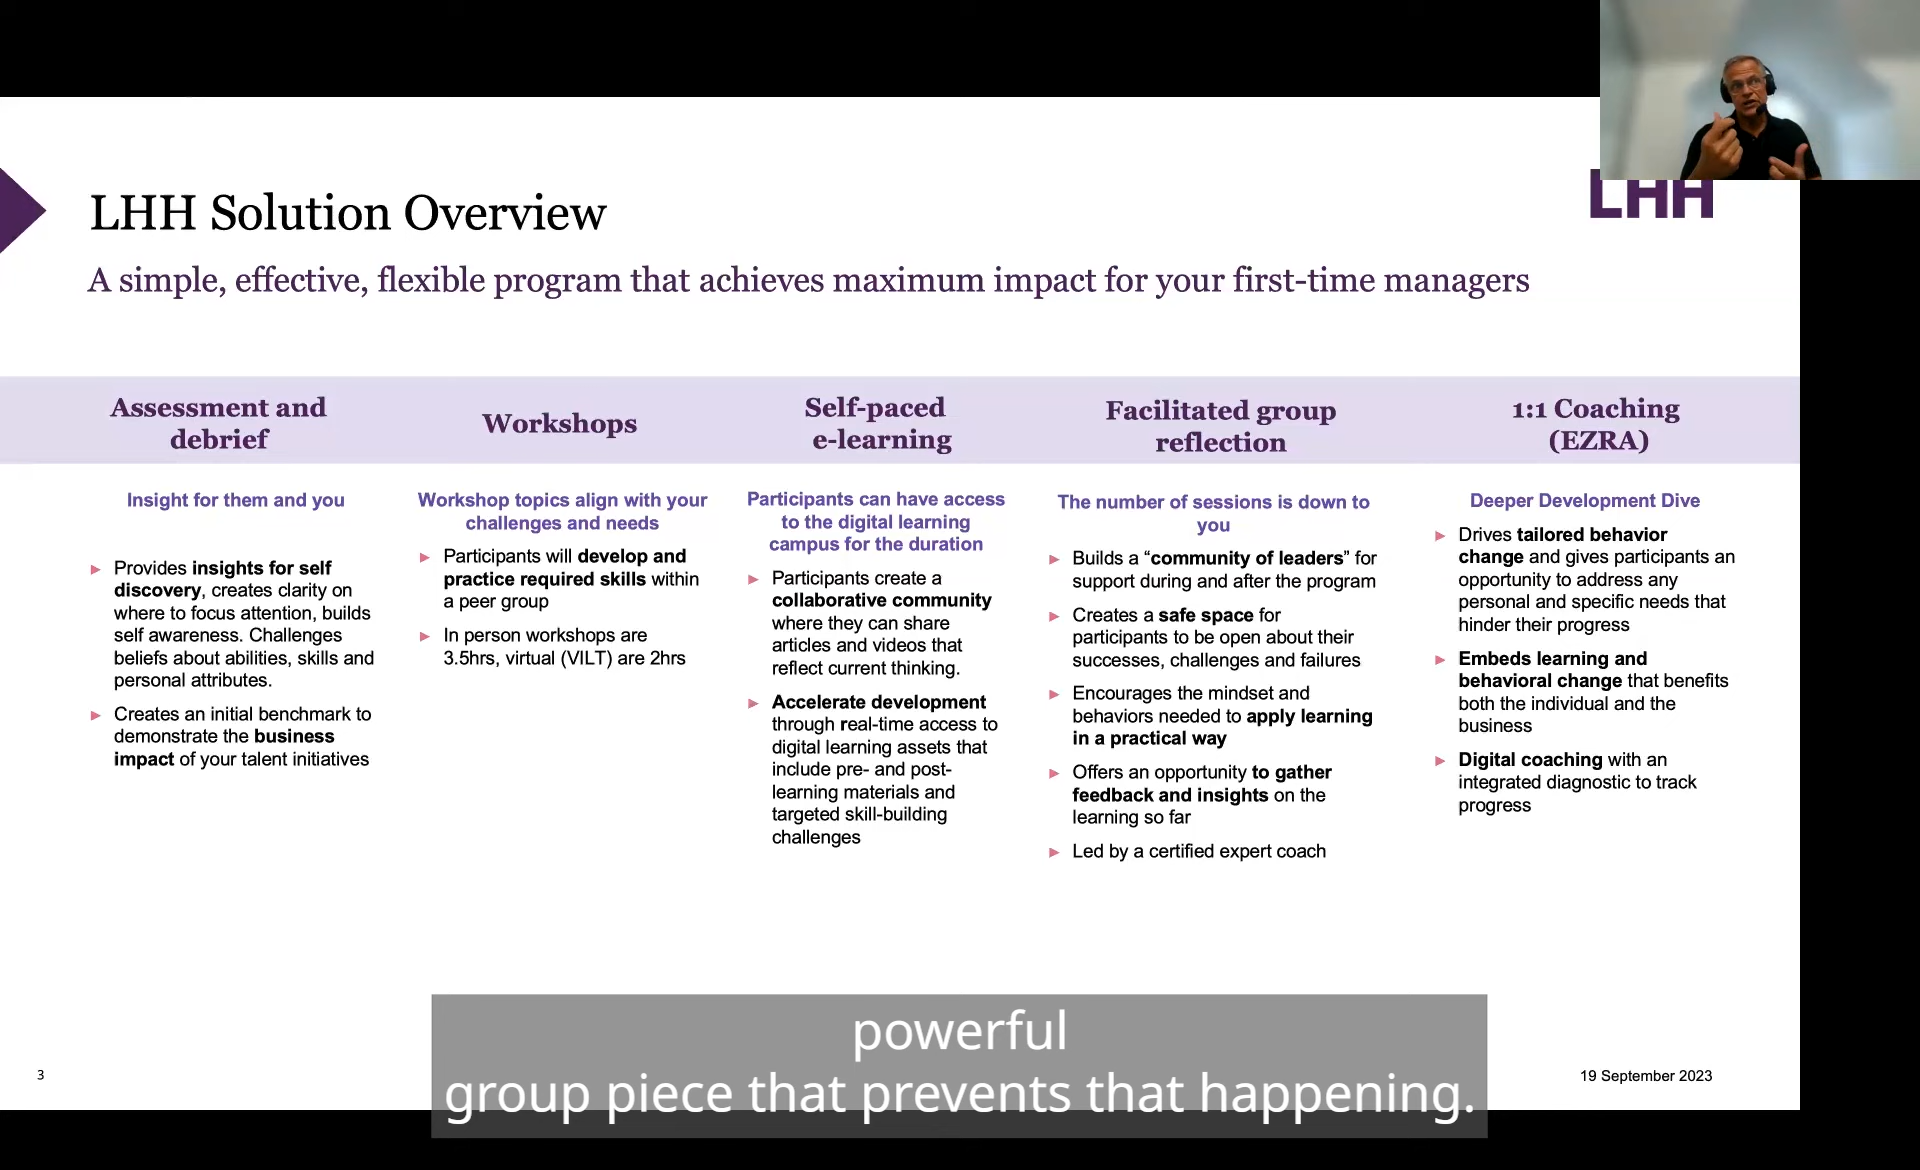 LHH
LHH Solution Overview
A simple, effective, flexible program that achieves maximum impact for your first-time managers
Assessment and
debrief
Insight for them and you
► Provides insights for self
discovery, creates clarity on
where to focus attention, builds
self awareness. Challenges
beliefs about abilities, skills and
personal attributes.
► Creates an initial benchmark to
demonstrate the business
impact of your talent initiatives
Workshops
Workshop topics align with your
challenges and needs
► Participants will develop and
practice required skills within
a peer group
► In person workshops are
3.5hrs, virtual (VILT) are 2hrs
Self-paced
e-learning
Participants can have access
to the digital learning
campus for the duration
► Participants create a
collaborative community
where they can share
articles and videos that
reflect current thinking.
► Accelerate development
through real-time access to
digital learning assets that
include pre- and post-
learning materials and
targeted skill-building
challenges
Facilitated group
reflection
The number of sessions is down to
you
► Builds a “community of leaders” for
support during and after the program
► Creates a safe space for
participants to be open about their
successes, challenges and failures
► Encourages the mindset and
behaviors needed to apply learning
in a practical way
► Offers an opportunity to gather
feedback and insights on the
learning so far
► Led by a certified expert coach
1:1 Coaching
(EZRA)
Deeper Development Dive
► Drives tailored behavior
change and gives participants an
opportunity to address any
personal and specific needs that
hinder their progress
► Embeds learning and
behavioral change that benefits
both the individual and the
business
► Digital coaching with an
integrated diagnostic to track
progress
powerful
group piece that prevents that happening.
3
19 September 2023